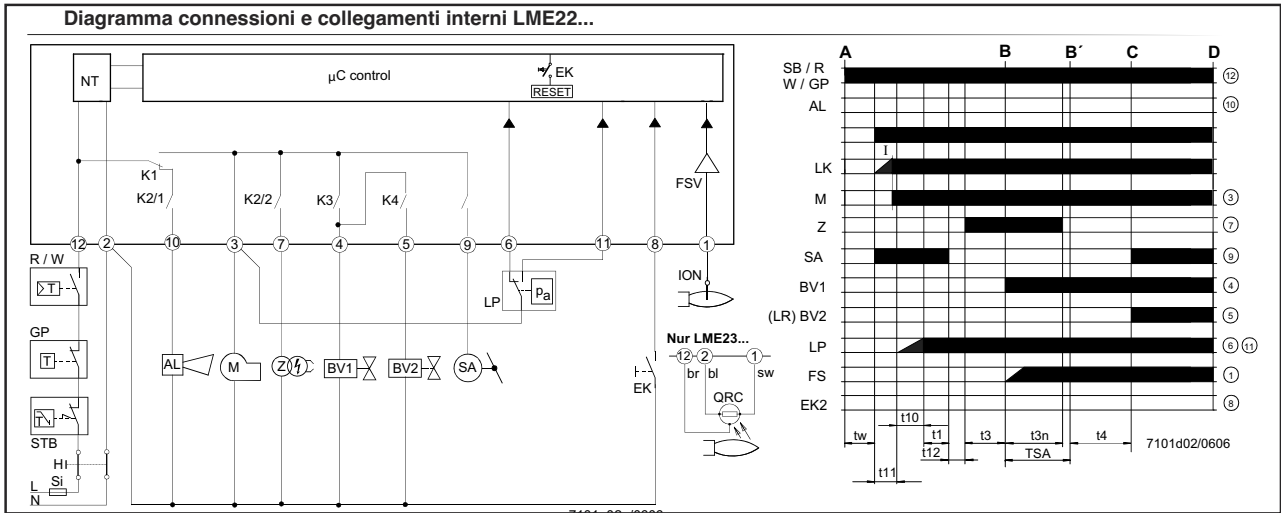 Diagramma connessioni e collegamenti interni LME22...
NT
µC control
EK
RESET
K1
K2/1
K2/2
K3
K4
FSV
12
2
10
3
7
4
5
9
6
11
8
1
R / W
T
GP
T
STB
H
Si
L
N
AL
M
Z
BV1
BV2
SA
LP
pa
ION
EK
Nur LME23...
12
2
1
br
bl
sw
QRC
A
B
B´
C
D
SB / R
W / GP
12
AL
10
I
LK
M
3
Z
7
SA
9
BV1
4
(LR) BV2
5
LP
6 11
FS
1
EK2
8
tw
t10
t1
t12
t11
t3
t3n
TSA
t4
7101d02/0606